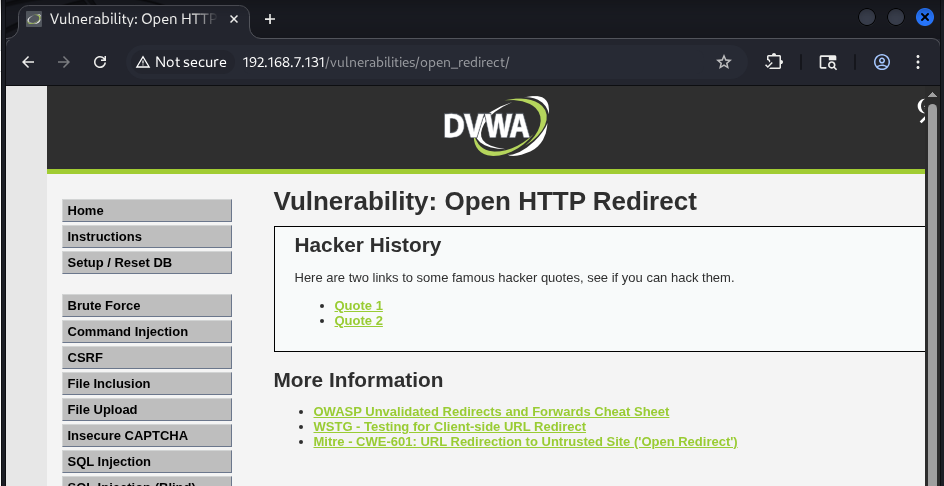 Vulnerability: Open HTTP
Not secure 192.168.7.131/vulnerabilities/open_redirect/
DVWA
Home
Instructions
Setup / Reset DB
Brute Force
Command Injection
CSRF
File Inclusion
File Upload
Insecure CAPTCHA
SQL Injection
SQL Injection (Blind)
Vulnerability: Open HTTP Redirect
Hacker History
Here are two links to some famous hacker quotes, see if you can hack them.
Quote 1
Quote 2
More Information
OWASP Unvalidated Redirects and Forwards Cheat Sheet
WSTG - Testing for Client-side URL Redirect
Mitre - CWE-601: URL Redirection to Untrusted Site ('Open Redirect')